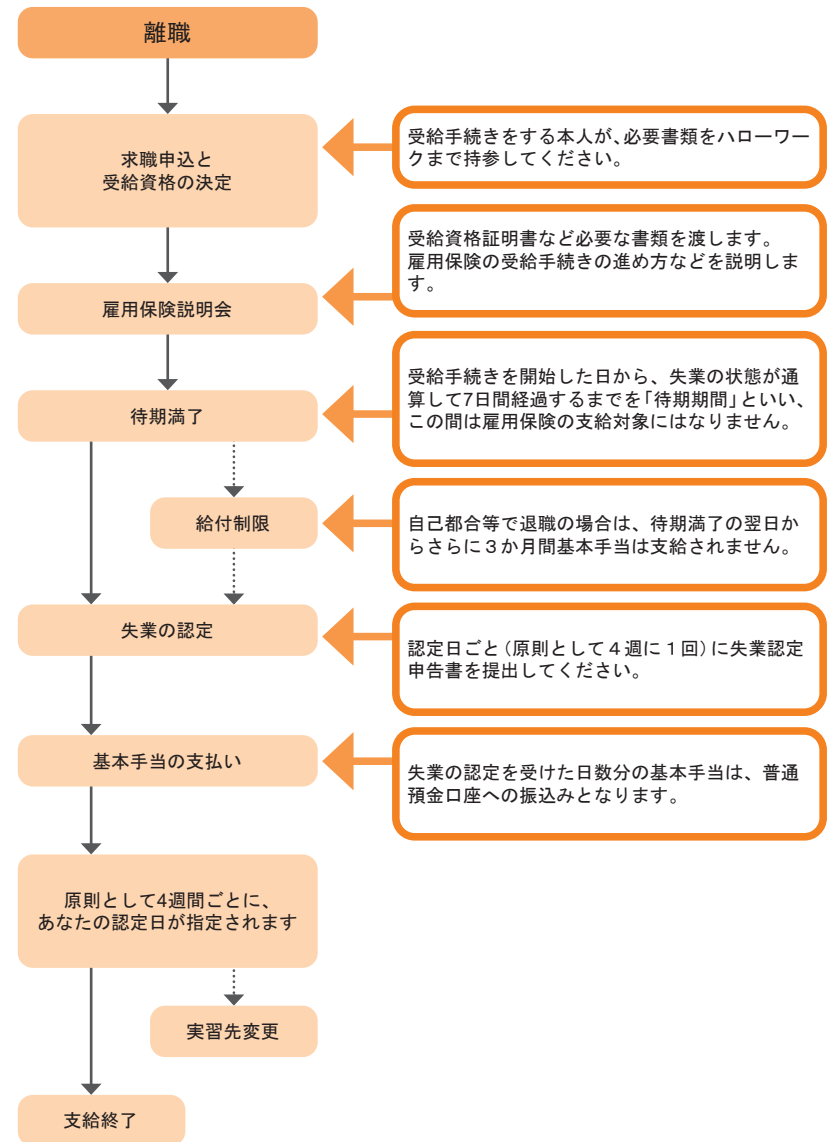 離職
求職申込と
受給資格の決定
受給手続きをする本人が、必要書類をハローワー
クまで持参してください。
受給資格証明書など必要な書類を渡します。
雇用保険の受給手続きの進め方などを説明しま
す。
雇用保険説明会
受給手続きを開始した日から、失業の状態が通
算して7日間経過するまでを「待期期間」といい、
この間は雇用保険の支給対象にはなりません。
待期満了
給付制限
自己都合等で退職の場合は、待期満了の翌日か
らさらに３か月間基本手当は支給されません。
失業の認定
認定日ごと（原則として４週に１回）に失業認定
申告書を提出してください。
基本手当の支払い
失業の認定を受けた日数分の基本手当は、普通
預金口座への振込みとなります。
原則として4週間ごとに、
あなたの認定日が指定されます
実習先変更
支給終了